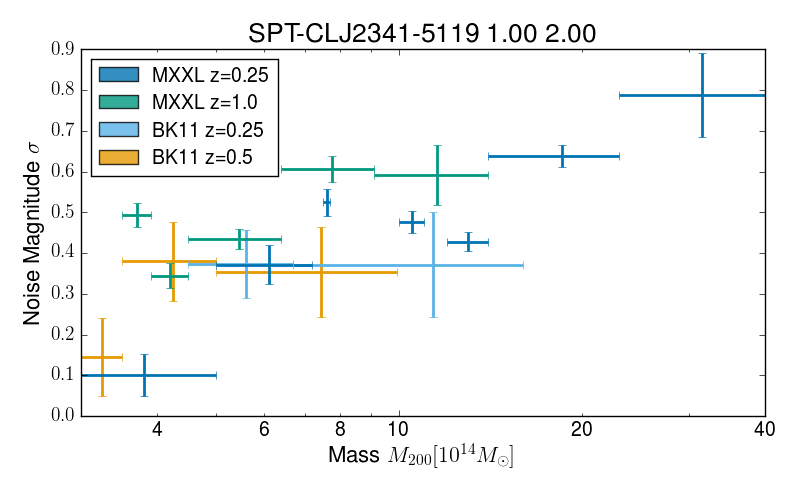 SPT-CLJ2341-5119 1.00 2.00
0.9
0.8
0.7
0.6
0.5
0.4
0.3
0.2
0.1
0.0
Noise Magnitude σ
MXXL z=0.25
MXXL z=1.0
BK11 z=0.25
BK11 z=0.5
4 6 8 10 20 40
Mass M₂₀₀[10¹⁴M☉]